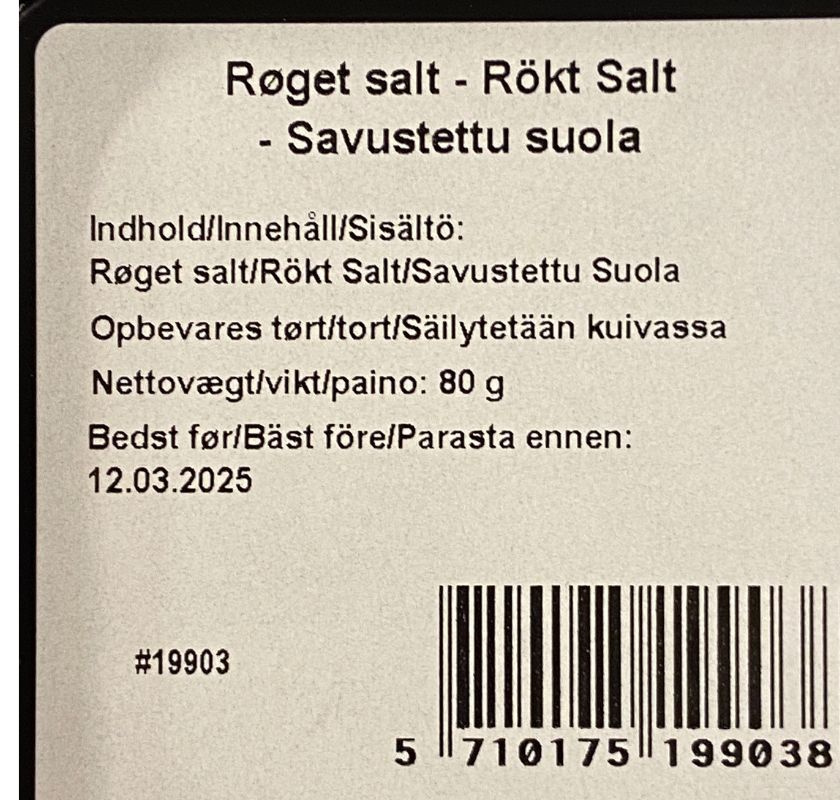 Røget salt - Rökt Salt
- Savustettu suola
Indhold/Innehåll/Sisältö:
Røget salt/Rökt Salt/Savustettu Suola
Opbevares tørt/tort/Säilytetään kuivassa
Nettovægt/vikt/paino: 80 g
Bedst før/Bäst före/Parasta ennen:
12.03.2025
#19903
5 710175 199038